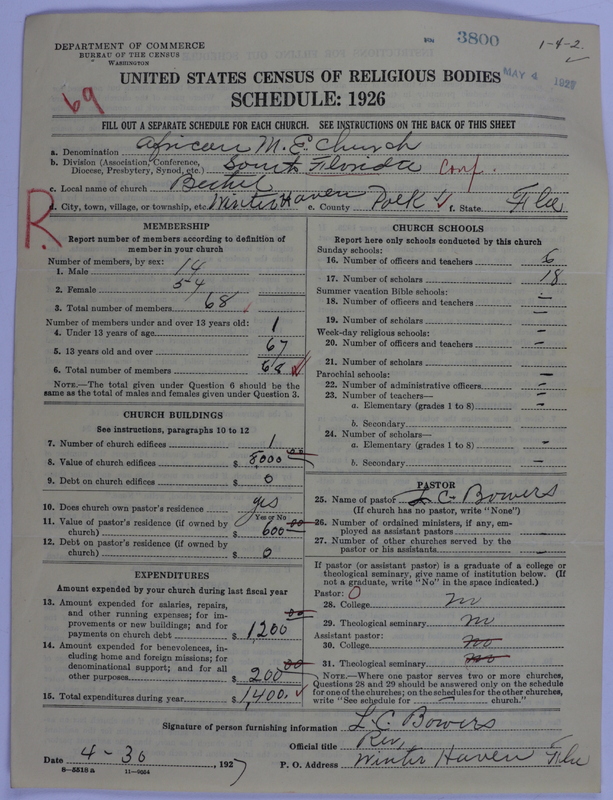 DEPARTMENT OF COMMERCE
BUREAU OF THE CENSUS
WASHINGTON
3800
1-4-2.
MAY 4 1927
69
UNITED STATES CENSUS OF RELIGIOUS BODIES
SCHEDULE: 1926
FILL OUT A SEPARATE SCHEDULE FOR EACH CHURCH. SEE INSTRUCTIONS ON THE BACK OF THIS SHEET
a. Denomination African M. E. Church
b. Division (Association, Conference, Diocese, Presbytery, Synod, etc.) South Florida Conf.
c. Local name of church Bethel
d. City, town, village, or township, etc. Winter Haven e. County Polk f. State Fla
R.
MEMBERSHIP
Report number of members according to definition of member in your church
Number of members, by sex:
1. Male 14
2. Female 54
3. Total number of members 68
Number of members under and over 13 years old:
4. Under 13 years of age 1
5. 13 years old and over 67
6. Total number of members 68
NOTE.—The total given under Question 6 should be the same as the total of males and females given under Question 3.
CHURCH BUILDINGS
See instructions, paragraphs 10 to 12
7. Number of church edifices 1
8. Value of church edifices $ 8,000 00
9. Debt on church edifices $ 0
10. Does church own pastor's residence yes
Yes or No
11. Value of pastor's residence (if owned by church) $ 600 00
12. Debt on pastor's residence (if owned by church) $ 0
EXPENDITURES
Amount expended by your church during last fiscal year
13. Amount expended for salaries, repairs, and other running expenses; for improvements or new buildings; and for payments on church debt $ 1,200 00
14. Amount expended for benevolences, including home and foreign missions; for denominational support; and for all other purposes $ 200 00
15. Total expenditures during year $ 1,400.
CHURCH SCHOOLS
Report here only schools conducted by this church
Sunday schools:
16. Number of officers and teachers 6
17. Number of scholars 18
Summer vacation Bible schools:
18. Number of officers and teachers –
19. Number of scholars –
Week-day religious schools:
20. Number of officers and teachers –
21. Number of scholars
Parochial schools:
22. Number of administrative officers –
23. Number of teachers—
a. Elementary (grades 1 to 8) –
b. Secondary
24. Number of scholars—
a. Elementary (grades 1 to 8) –
b. Secondary –
PASTOR
25. Name of pastor L. C. Bowers
(If church has no pastor, write "None")
26. Number of ordained ministers, if any, employed as assistant pastors –
27. Number of other churches served by the pastor or his assistants –
If pastor (or assistant pastor) is a graduate of a college or theological seminary, give name of institution below. (If not a graduate, write "No" in the space indicated.)
Pastor: 0
28. College no
29. Theological seminary no
Assistant pastor:
30. College no
31. Theological seminary no
NOTE.—Where one pastor serves two or more churches, Questions 28 and 29 should be answered only on the schedule for one of the churches; on the schedules for the other churches, write "See schedule for — church."
Signature of person furnishing information L. C. Bowers
Official title Rev.
Date 4-30, 1927 P. O. Address Winter Haven Fla
8—5518 a 11—9664